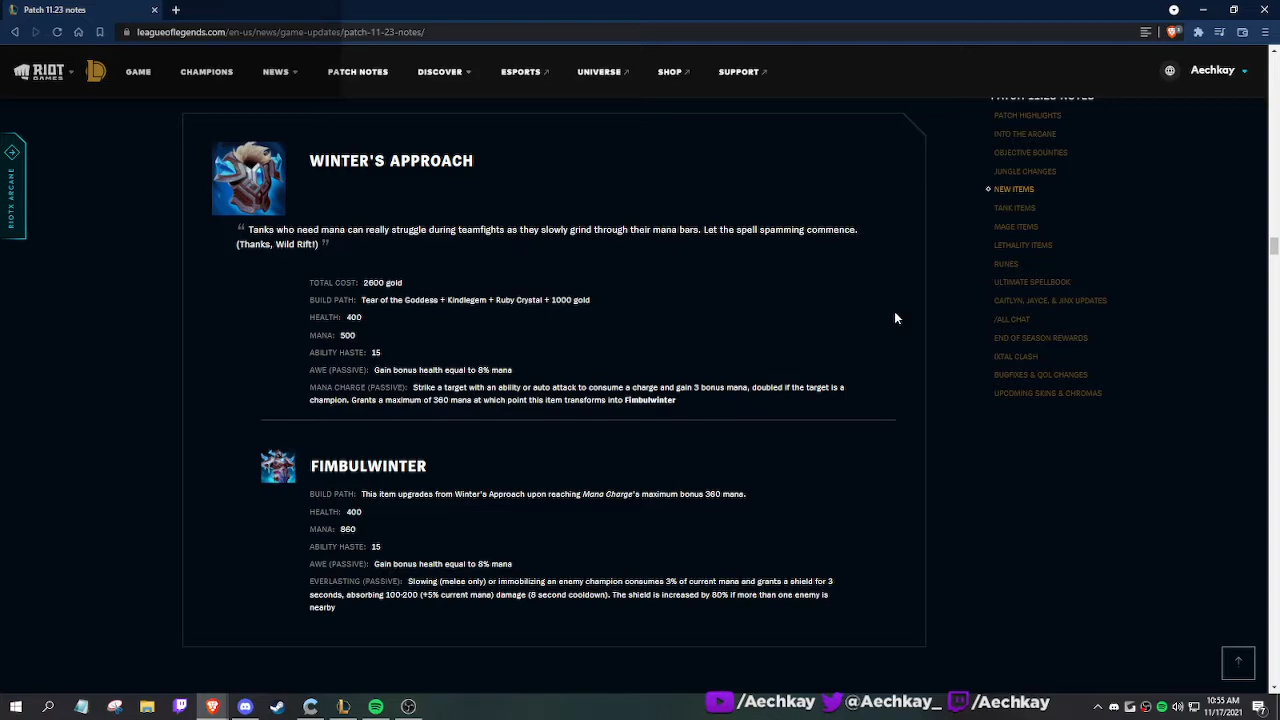 Patch 11.23 notes
leagueoflegends.com/en-us/news/game-updates/patch-11-23-notes/
RIOT GAMES
GAME
CHAMPIONS
NEWS
PATCH NOTES
DISCOVER
ESPORTS
UNIVERSE
SHOP
SUPPORT
Aechkay
RIOTX ARCANE
WINTER'S APPROACH
“ Tanks who need mana can really struggle during teamfights as they slowly grind through their mana bars. Let the spell spamming commence.
(Thanks, Wild Rift!) ”
TOTAL COST: 2600 gold
BUILD PATH: Tear of the Goddess + Kindlegem + Ruby Crystal + 1000 gold
HEALTH: 400
MANA: 500
ABILITY HASTE: 15
AWE (PASSIVE): Gain bonus health equal to 8% mana
MANA CHARGE (PASSIVE): Strike a target with an ability or auto attack to consume a charge and gain 3 bonus mana, doubled if the target is a
champion. Grants a maximum of 360 mana at which point this item transforms into Fimbulwinter
FIMBULWINTER
BUILD PATH: This item upgrades from Winter's Approach upon reaching Mana Charge's maximum bonus 360 mana.
HEALTH: 400
MANA: 860
ABILITY HASTE: 15
AWE (PASSIVE): Gain bonus health equal to 8% mana
EVERLASTING (PASSIVE): Slowing (melee only) or immobilizing an enemy champion consumes 3% of current mana and grants a shield for 3
seconds, absorbing 100-200 (+5% current mana) damage (8 second cooldown). The shield is increased by 80% if more than one enemy is
nearby
PATCH 11.23 NOTES
PATCH HIGHLIGHTS
INTO THE ARCANE
OBJECTIVE BOUNTIES
JUNGLE CHANGES
NEW ITEMS
TANK ITEMS
MAGE ITEMS
LETHALITY ITEMS
RUNES
ULTIMATE SPELLBOOK
CAITLYN, JAYCE, & JINX UPDATES
/ALL CHAT
END OF SEASON REWARDS
IXTAL CLASH
BUGFIXES & QOL CHANGES
UPCOMING SKINS & CHROMAS
/Aechkay
@Aechkay_
/Aechkay
10:55 AM
11/17/2021